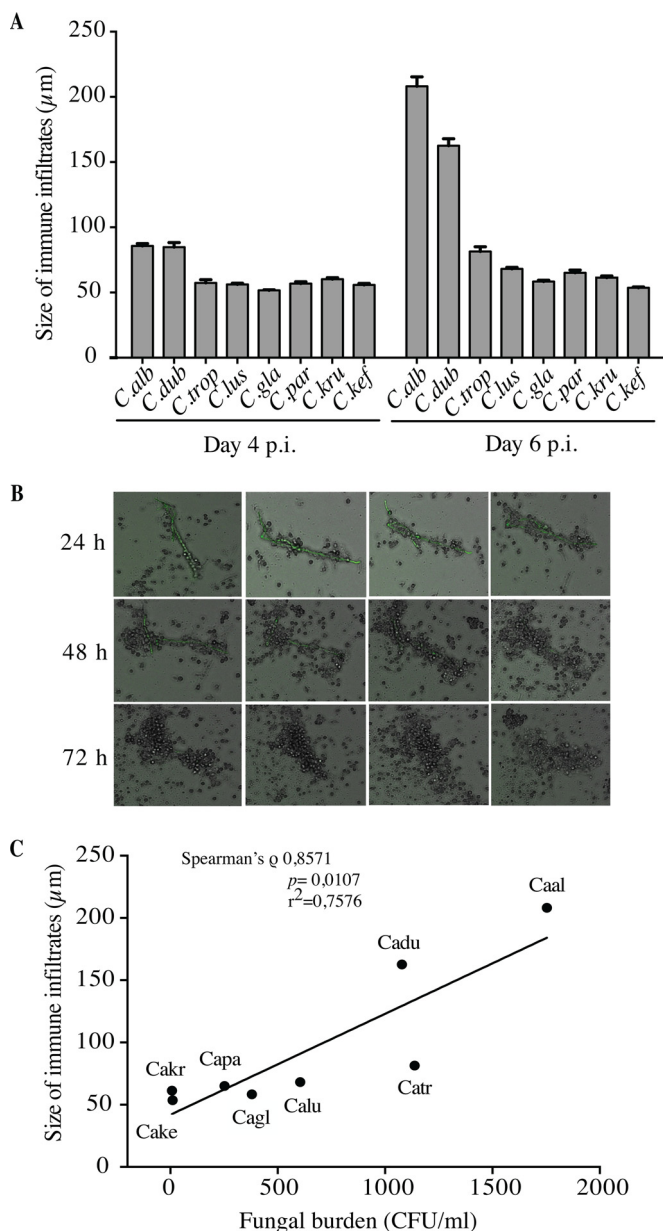 A
Size of immune infiltrates (µm)
250
200
150
100
50
0
C.alb
C.dub
C.trop
C.lus
C.gla
C.par
C.kru
C.kef
C.alb
C.dub
C.trop
C.lus
C.gla
C.par
C.kru
C.kef
Day 4 p.i.
Day 6 p.i.
B
24 h
48 h
72 h
C
Size of immune infiltrates (µm)
250
200
150
100
50
0
Spearman's ϱ 0,8571
p= 0,0107
r²=0,7576
Caal
Cadu
Catr
Cakr
Capa
Cake
Cagl
Calu
0
500
1000
1500
2000
Fungal burden (CFU/ml)